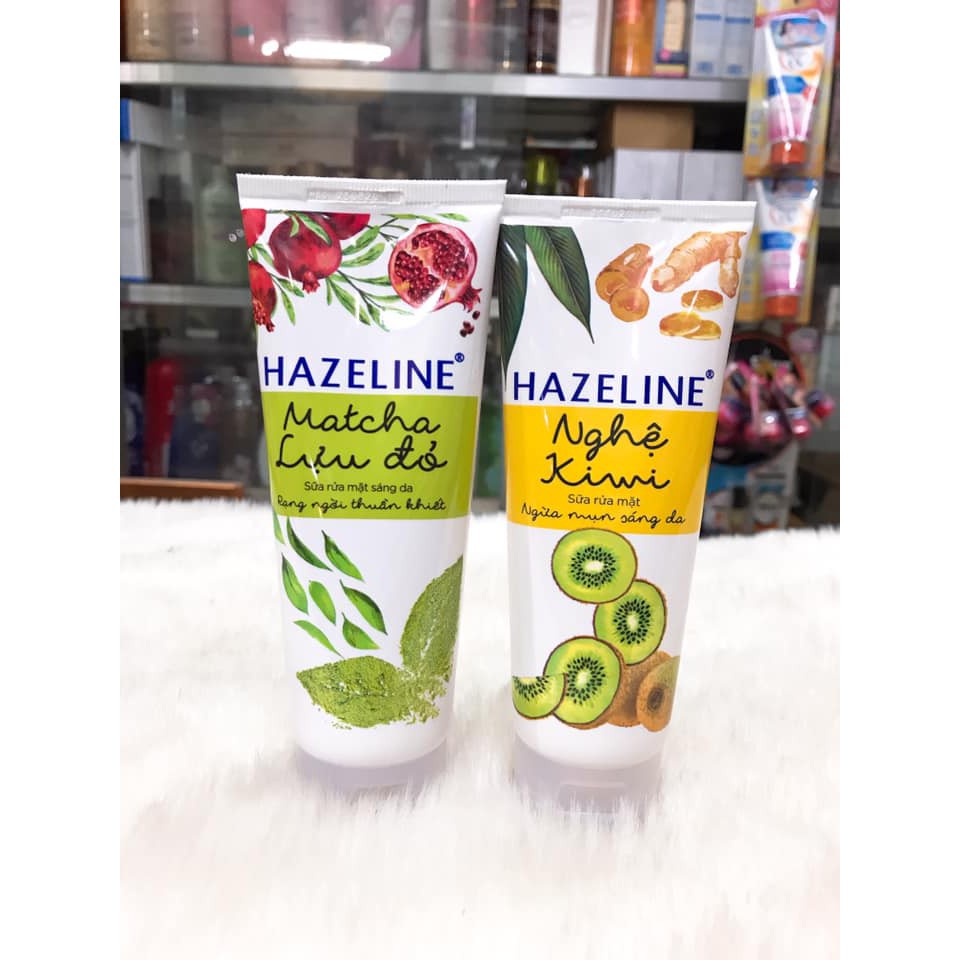 HAZELINE®
Matcha
Lựu đỏ
Sữa rửa mặt sáng da
Rạng ngời thuần khiết
HAZELINE®
Nghệ
Kiwi
Sữa rửa mặt
Ngừa mụn sáng da